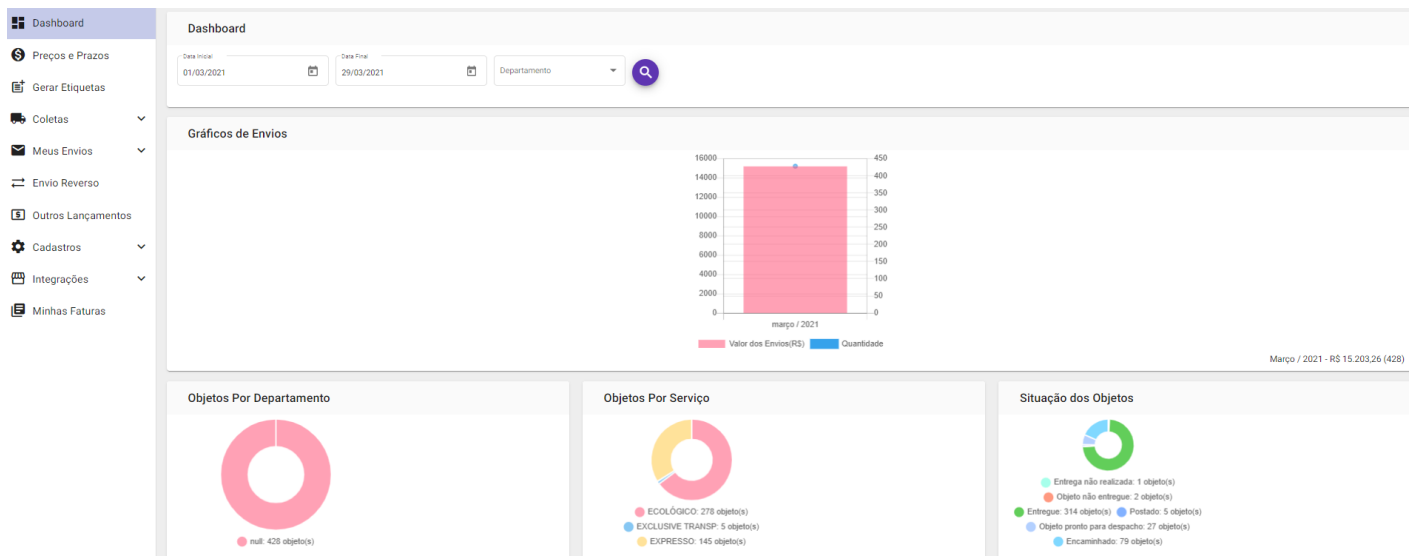 Dashboard
Preços e Prazos
Gerar Etiquetas
Coletas
Meus Envios
Envio Reverso
Outros Lançamentos
Cadastros
Integrações
Minhas Faturas
Dashboard
Data Inicial
01/03/2021
Data Final
29/03/2021
Departamento
Gráficos de Envios
16000
14000
12000
10000
8000
6000
4000
2000
0
450
400
350
300
250
200
150
100
50
0
março / 2021
Valor dos Envios(R$) Quantidade
Março / 2021 - R$ 15.203,26 (428)
Objetos Por Departamento
null: 428 objeto(s)
Objetos Por Serviço
ECOLÓGICO: 278 objeto(s)
EXCLUSIVE TRANSP: 5 objeto(s)
EXPRESSO: 145 objeto(s)
Situação dos Objetos
Entrega não realizada: 1 objeto(s)
Objeto não entregue: 2 objeto(s)
Entregue: 314 objeto(s) Postado: 5 objeto(s)
Objeto pronto para despacho: 27 objeto(s)
Encaminhado: 79 objeto(s)